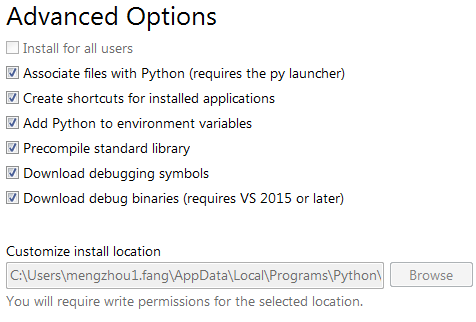 Advanced Options
Install for all users
Associate files with Python (requires the py launcher)
Create shortcuts for installed applications
Add Python to environment variables
Precompile standard library
Download debugging symbols
Download debug binaries (requires VS 2015 or later)
Customize install location
C:\Users\mengzhou1.fang\AppData\Local\Programs\Python\
Browse
You will require write permissions for the selected location.